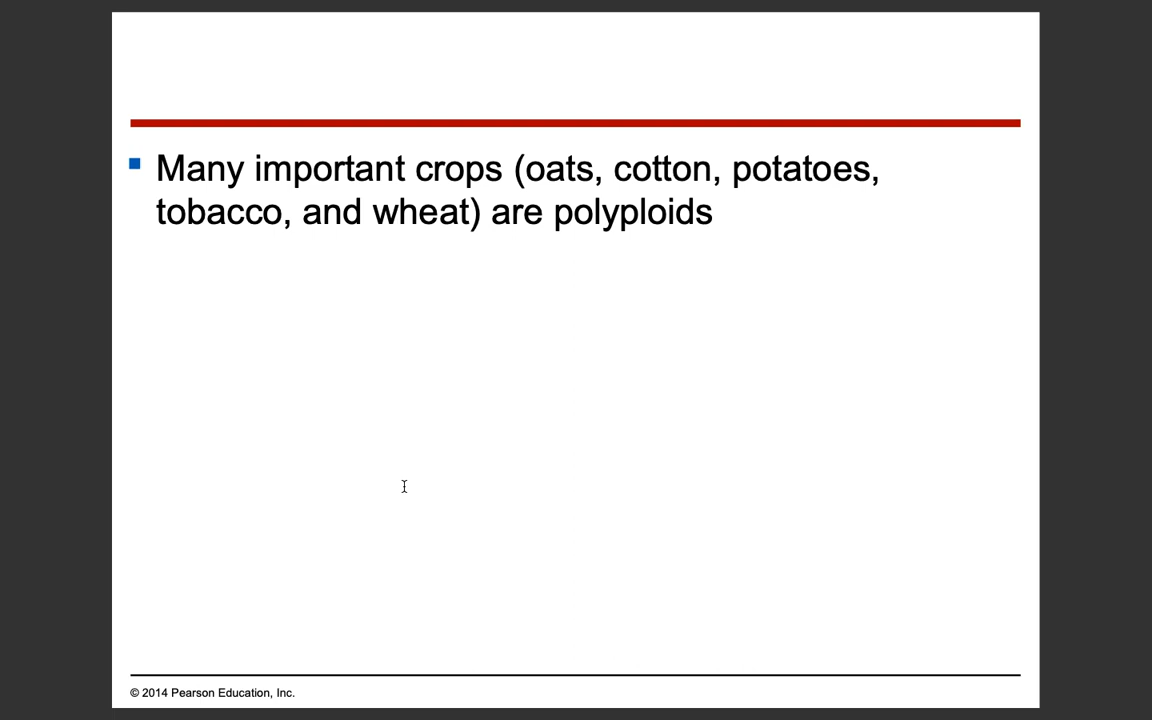 Many important crops (oats, cotton, potatoes,
tobacco, and wheat) are polyploids
© 2014 Pearson Education, Inc.